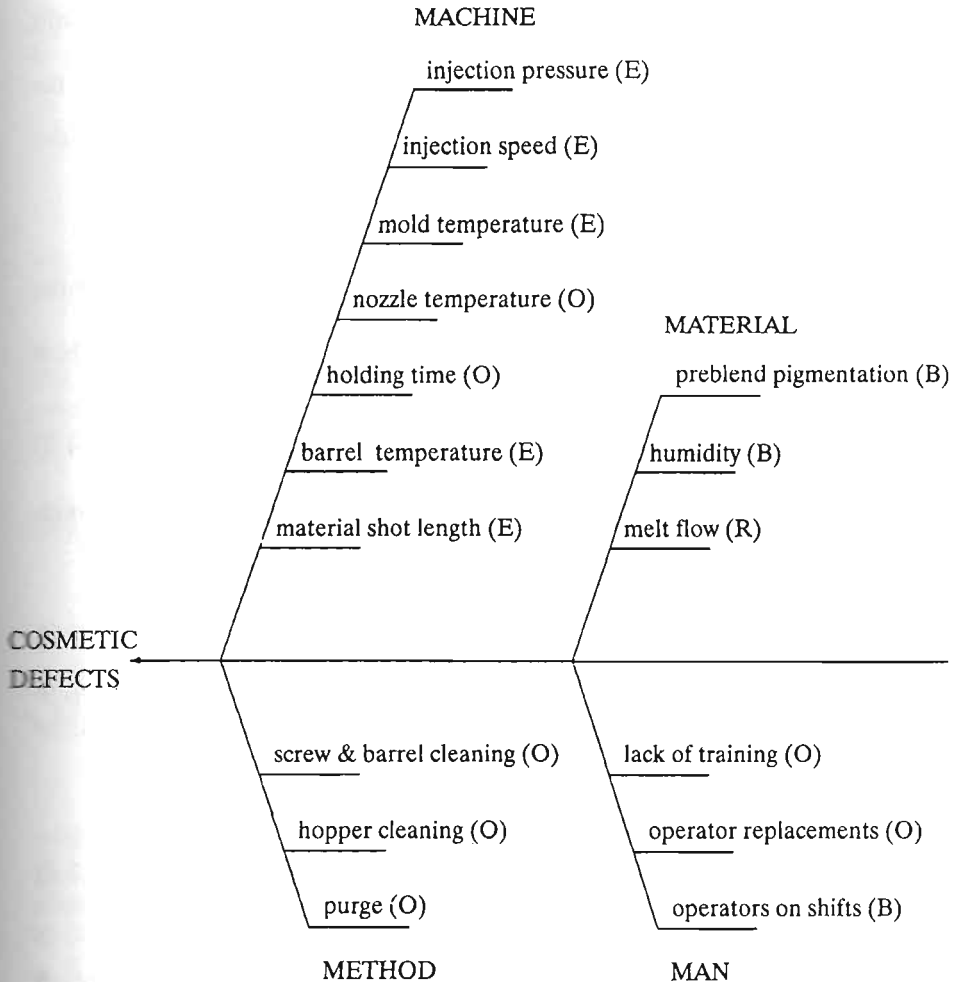 MACHINE
injection pressure (E)
injection speed (E)
mold temperature (E)
nozzle temperature (O)
holding time (O)
barrel temperature (E)
material shot length (E)
MATERIAL
preblend pigmentation (B)
humidity (B)
melt flow (R)
COSMETIC
DEFECTS
screw & barrel cleaning (O)
hopper cleaning (O)
purge (O)
METHOD
lack of training (O)
operator replacements (O)
operators on shifts (B)
MAN